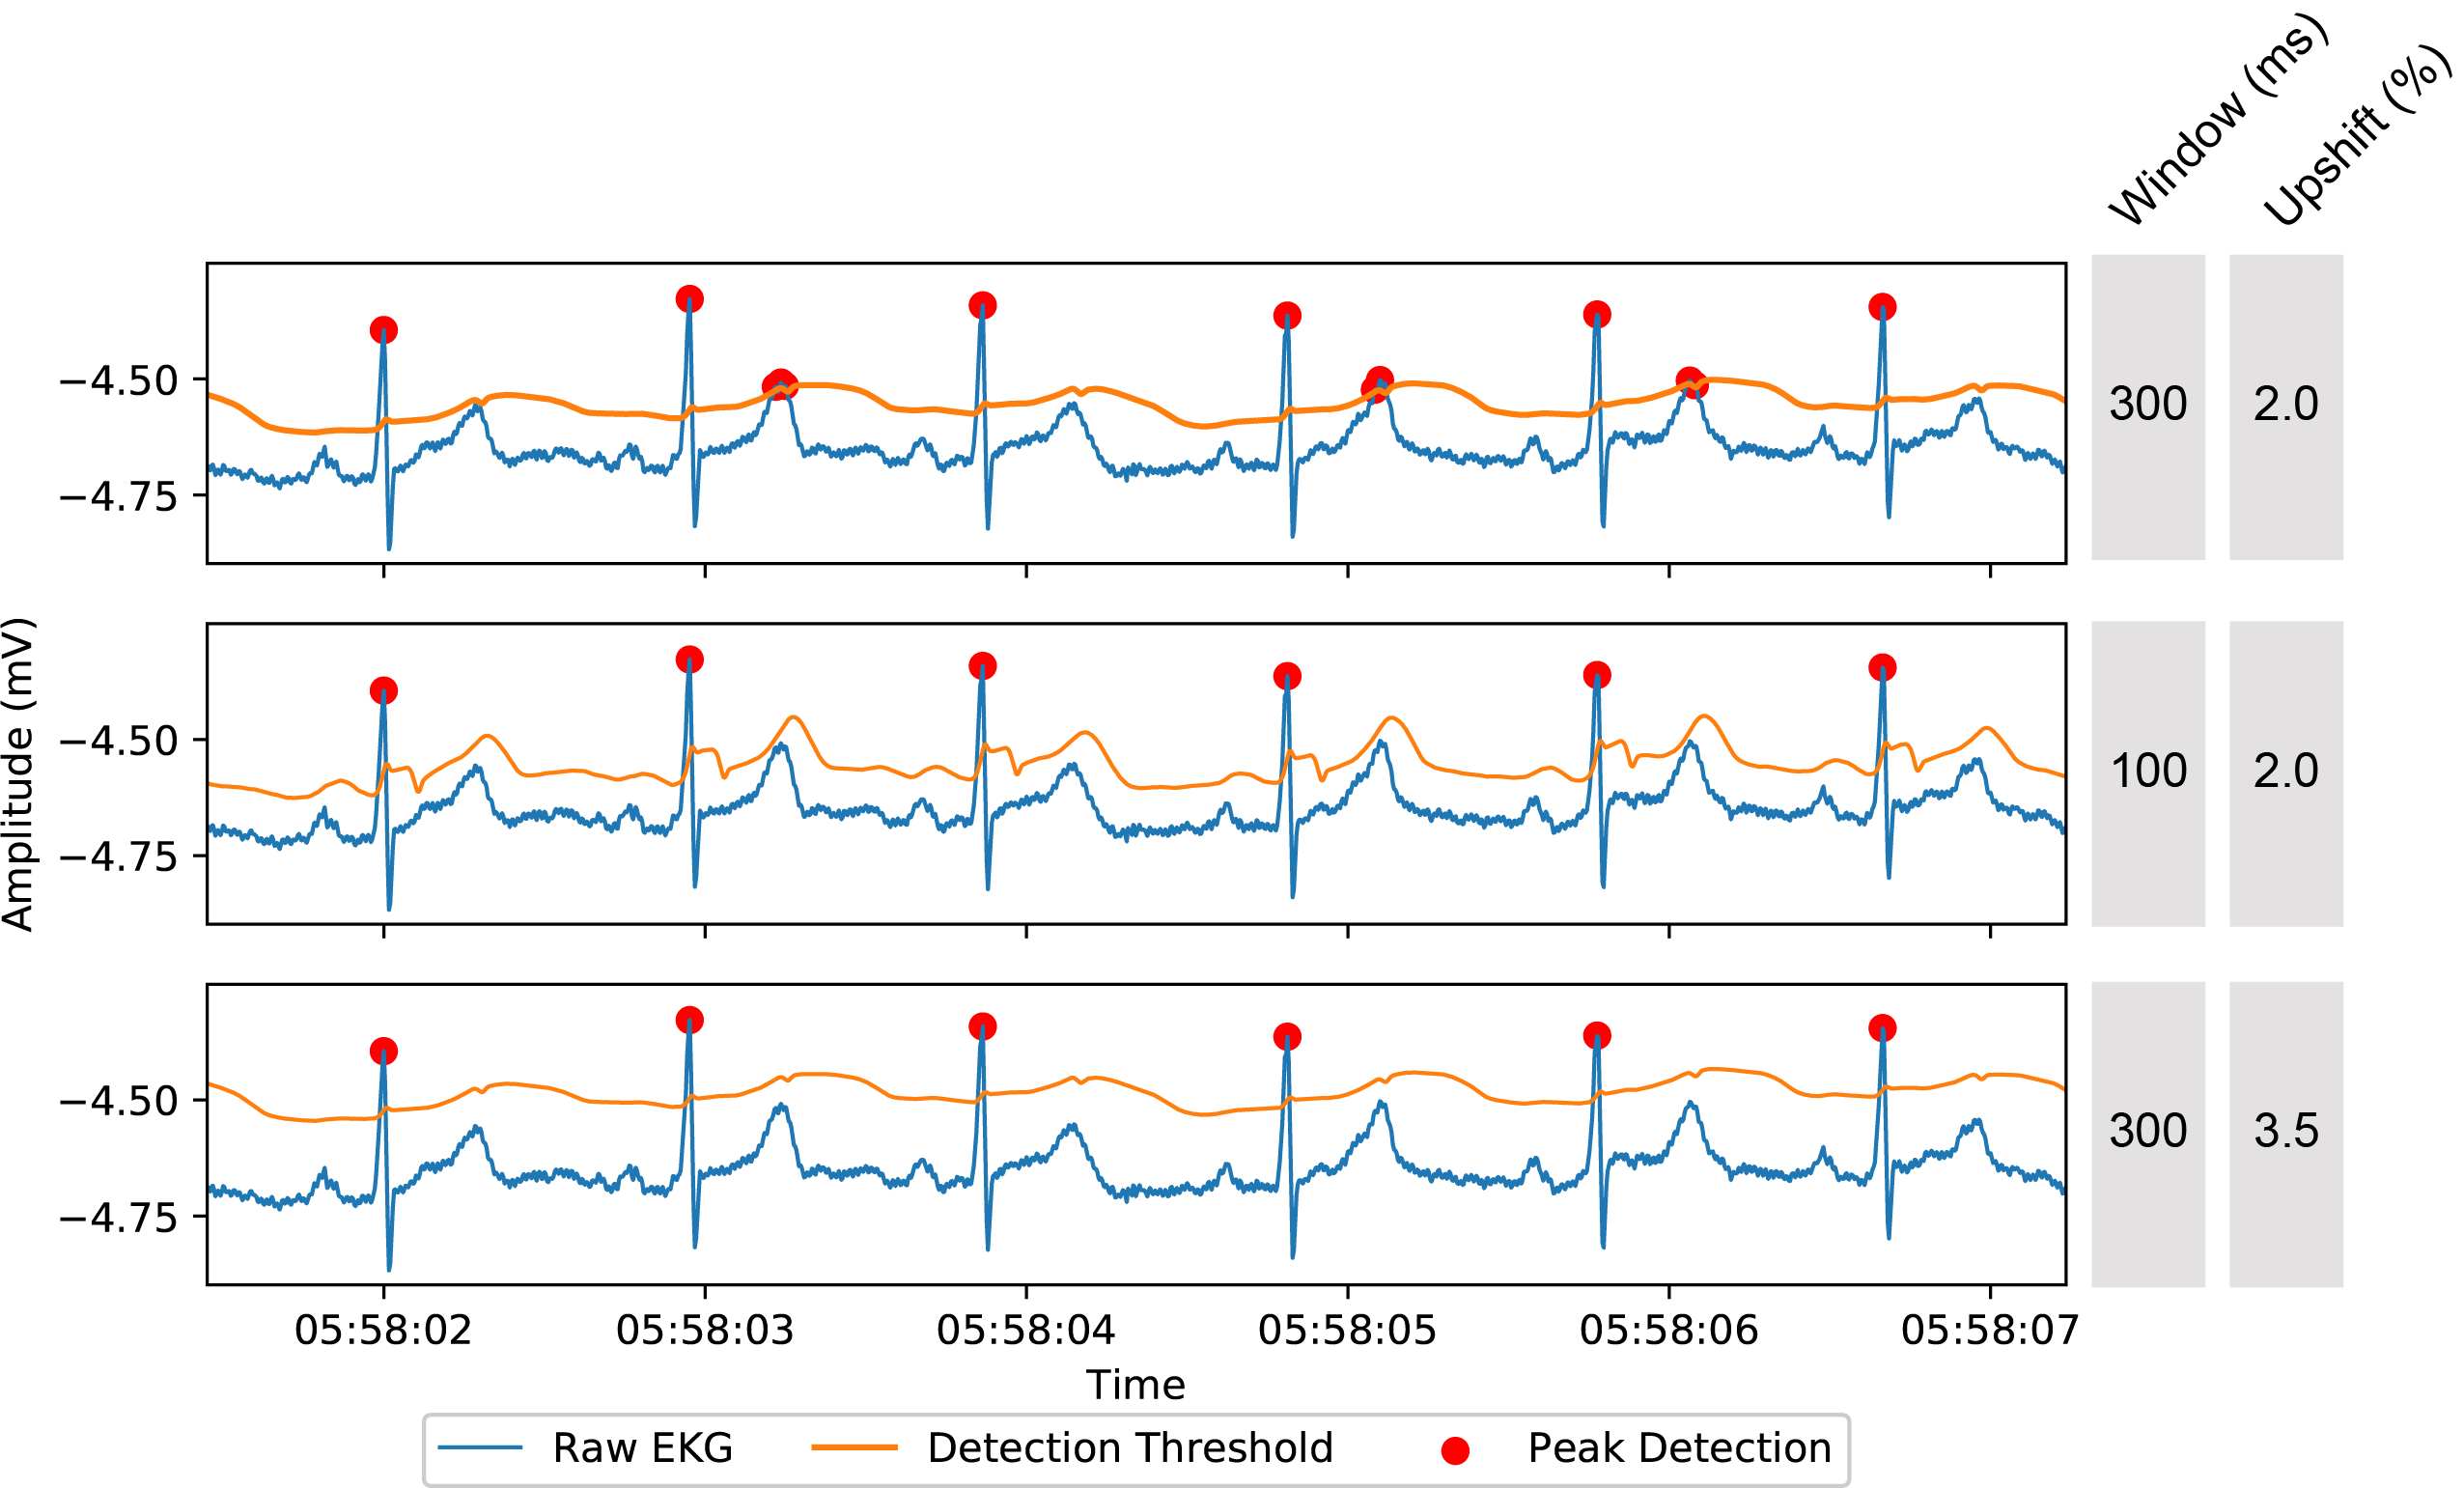 Window (ms)
Upshift (%)
−4.50
−4.75
300
2.0
Amplitude (mV)
−4.50
−4.75
100
2.0
−4.50
−4.75
300
3.5
05:58:02
05:58:03
05:58:04
05:58:05
05:58:06
05:58:07
Time
Raw EKG
Detection Threshold
Peak Detection